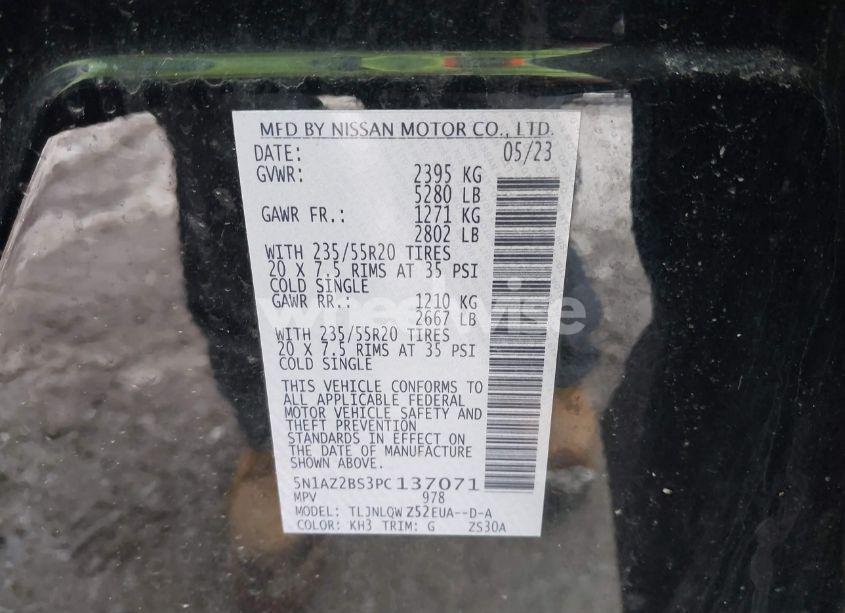 MFD BY NISSAN MOTOR CO., LTD.
DATE: 05/23
GVWR: 2395 KG
5280 LB
GAWR FR.: 1271 KG
2802 LB
WITH 235/55R20 TIRES
20 X 7.5 RIMS AT 35 PSI
COLD SINGLE
GAWR RR.: 1210 KG
2667 LB
WITH 235/55R20 TIRES
20 X 7.5 RIMS AT 35 PSI
COLD SINGLE
THIS VEHICLE CONFORMS TO
ALL APPLICABLE FEDERAL
MOTOR VEHICLE SAFETY AND
THEFT PREVENTION
STANDARDS IN EFFECT ON
THE DATE OF MANUFACTURE
SHOWN ABOVE.
5N1AZ2BS3PC137071
MPV 978
MODEL: TLJNLQW Z52EUA--D-A
COLOR: KH3 TRIM: G ZS30A